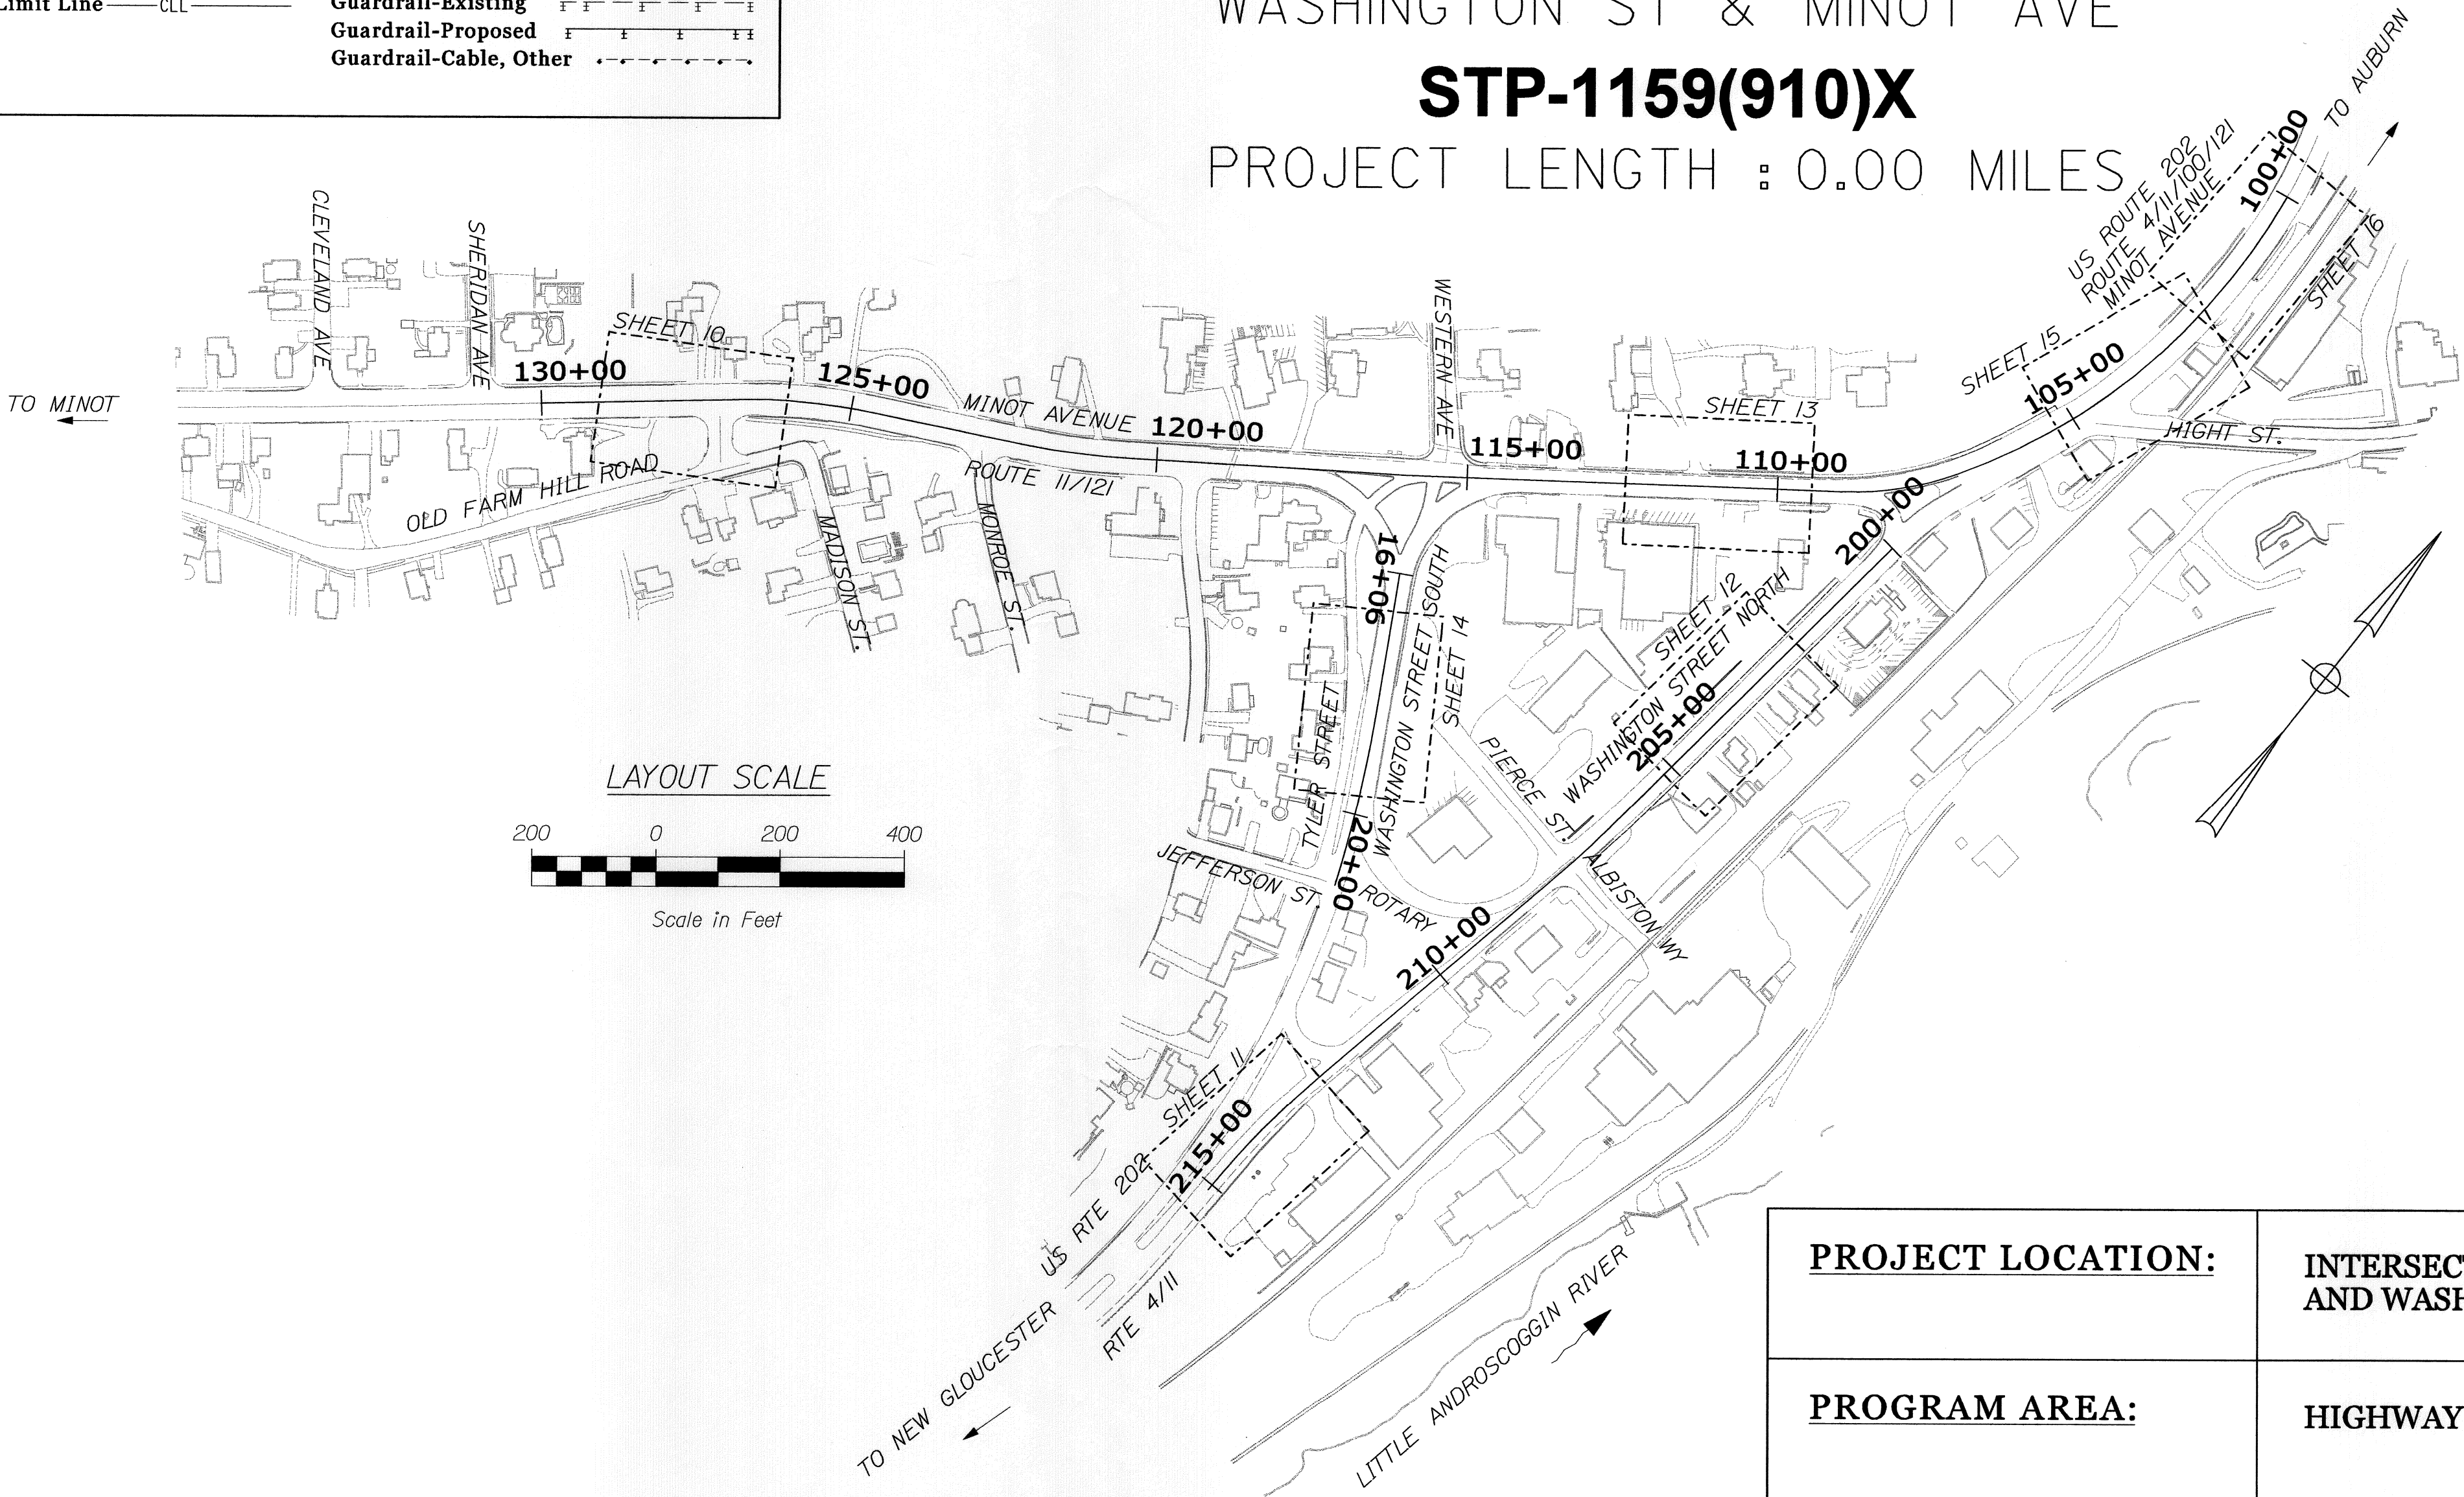 Limit Line CLL
Guardrail-Existing
Guardrail-Proposed
Guardrail-Cable, Other
WASHINGTON ST & MINOT AVE
STP-1159(910)X
PROJECT LENGTH : 0.00 MILES
TO AUBURN
100+00
US ROUTE 202
ROUTE 4/11/100/121
MINOT AVENUE
SHEET 16
CLEVELAND AVE
SHERIDAN AVE
SHEET 10
WESTERN AVE
SHEET 15
130+00
125+00
105+00
TO MINOT
MINOT AVENUE
120+00
SHEET 13
HIGHT ST.
115+00
110+00
ROUTE 11/121
OLD FARM HILL ROAD
200+00
MADISON ST.
MONROE ST.
16+06
WASHINGTON STREET SOUTH
SHEET 14
SHEET 12
WASHINGTON STREET NORTH
205+00
TYLER STREET
PIERCE ST.
LAYOUT SCALE
200 0 200 400
Scale in Feet
JEFFERSON ST.
20+00
ROTARY
ALBISTON WY
210+00
SHEET 11
215+00
US RTE 202
RTE 4/11
TO NEW GLOUCESTER
LITTLE ANDROSCOGGIN RIVER
PROJECT LOCATION:
INTERSEC
AND WASH
PROGRAM AREA:
HIGHWAY